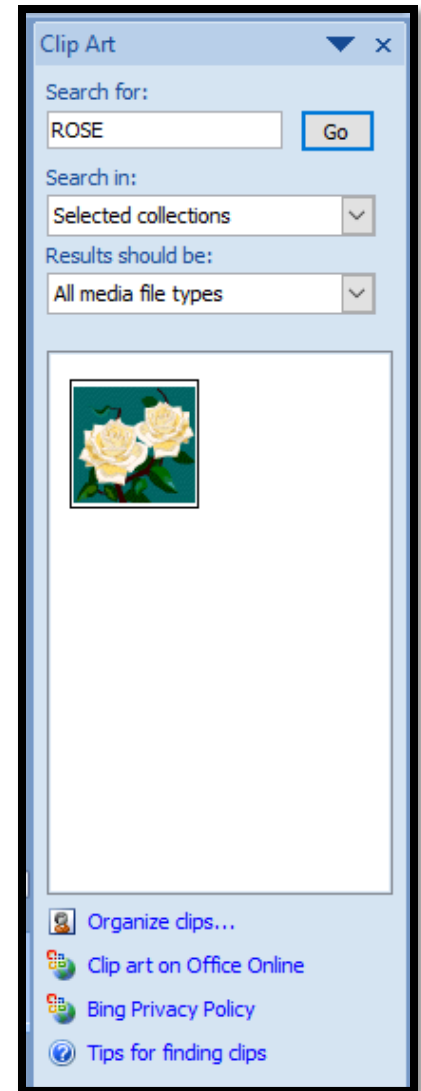 Clip Art
Search for:
ROSE
Go
Search in:
Selected collections
Results should be:
All media file types
Organize clips...
Clip art on Office Online
Bing Privacy Policy
Tips for finding clips